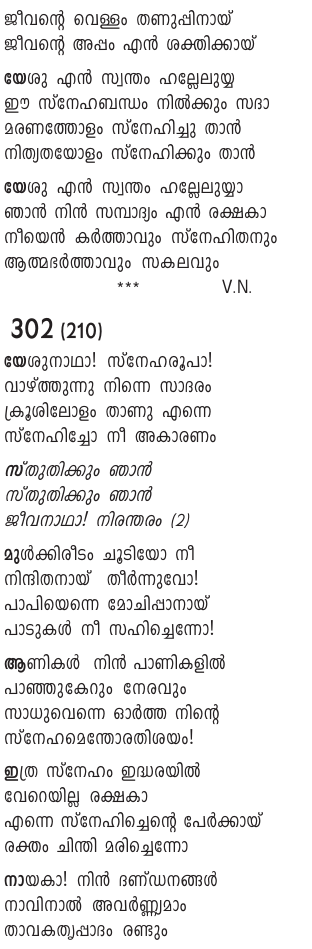 ജീവന്റെ വെള്ളം തണുപ്പിനായ്
ജീവന്റെ അപ്പം എൻ ശക്തിക്കായ്
യേശു എൻ സ്വന്തം ഹല്ലേലുയ്യ
ഈ സ്നേഹബന്ധം നിൽക്കും സദാ
മരണത്തോളം സ്നേഹിച്ചു താൻ
നിത്യതയോളം സ്നേഹിക്കും താൻ
യേശു എൻ സ്വന്തം ഹല്ലേലുയ്യാ
ഞാൻ നിൻ സമ്പാദ്യം എൻ രക്ഷകാ
നീയെൻ കർത്താവും സ്നേഹിതനും
ആത്മഭർത്താവും സകലവും
*** V.N.
302 (210)
യേശുനാഥാ! സ്നേഹരൂപാ!
വാഴ്ത്തുന്നു നിന്നെ സാദരം
ക്രൂശിലോളം താണു എന്നെ
സ്നേഹിച്ചോ നീ അകാരണം
സ്തുതിക്കും ഞാൻ
സ്തുതിക്കും ഞാൻ
ജീവനാഥാ! നിരന്തരം (2)
മുൾക്കിരീടം ചൂടിയോ നീ
നിന്ദിതനായ് തീർന്നുവോ!
പാപിയെന്നെ മോചിപ്പാനായ്
പാടുകൾ നീ സഹിച്ചെന്നോ!
ആണികൾ നിൻ പാണികളിൽ
പാഞ്ഞുകേറും നേരവും
സാധുവെന്നെ ഓർത്ത നിന്റെ
സ്നേഹമെന്തോരതിശയം!
ഇത്ര സ്നേഹം ഇദ്ധരയിൽ
വേറെയില്ല രക്ഷകാ
എന്നെ സ്നേഹിച്ചെന്റെ പേർക്കായ്
രക്തം ചിന്തി മരിച്ചെന്നോ
നായകാ! നിൻ ദണ്ഡനങ്ങൾ
നാവിനാൽ അവർണ്ണ്യമാം
താവകതൃപ്പാദം രണ്ടും